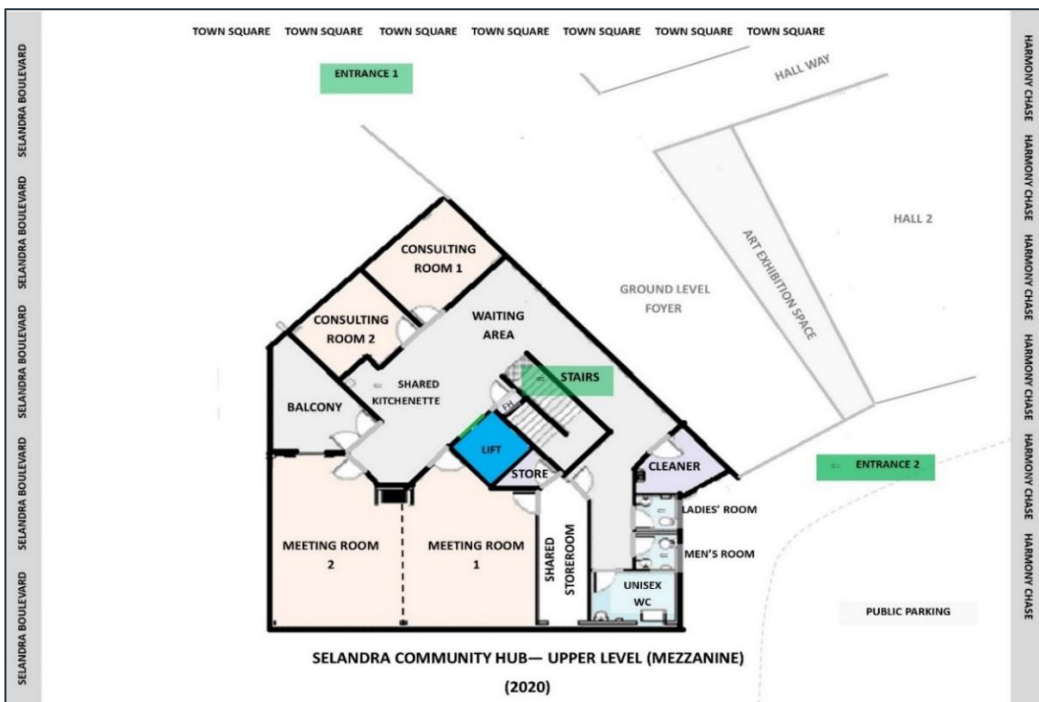 TOWN SQUARE TOWN SQUARE TOWN SQUARE TOWN SQUARE TOWN SQUARE TOWN SQUARE TOWN SQUARE
SELANDRA BOULEVARD
SELANDRA BOULEVARD
SELANDRA BOULEVARD
SELANDRA BOULEVARD
SELANDRA BOULEVARD
HARMONY CHASE
HARMONY CHASE
HARMONY CHASE
HARMONY CHASE
HARMONY CHASE
HARMONY CHASE
ENTRANCE 1
HALL WAY
HALL 2
ART EXHIBITION SPACE
GROUND LEVEL
FOYER
CONSULTING
ROOM 1
CONSULTING
ROOM 2
WAITING
AREA
STAIRS
SHARED
KITCHENETTE
FH
BALCONY
LIFT
STORE
CLEANER
ENTRANCE 2
LADIES' ROOM
MEN'S ROOM
MEETING ROOM
2
MEETING ROOM
1
SHARED
STOREROOM
UNISEX
WC
PUBLIC PARKING
SELANDRA COMMUNITY HUB— UPPER LEVEL (MEZZANINE)
(2020)